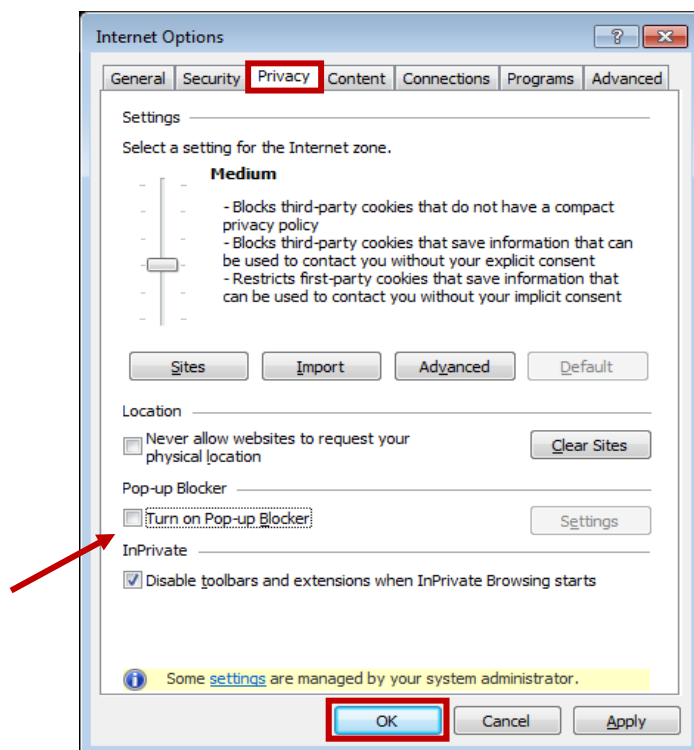 Internet Options
General Security Privacy Content Connections Programs Advanced
Settings
Select a setting for the Internet zone.
Medium
- Blocks third-party cookies that do not have a compact
privacy policy
- Blocks third-party cookies that save information that can
be used to contact you without your explicit consent
- Restricts first-party cookies that save information that
can be used to contact you without your implicit consent
Sites Import Advanced Default
Location
Never allow websites to request your
physical location
Clear Sites
Pop-up Blocker
Turn on Pop-up Blocker
Settings
InPrivate
Disable toolbars and extensions when InPrivate Browsing starts
Some settings are managed by your system administrator.
OK Cancel Apply